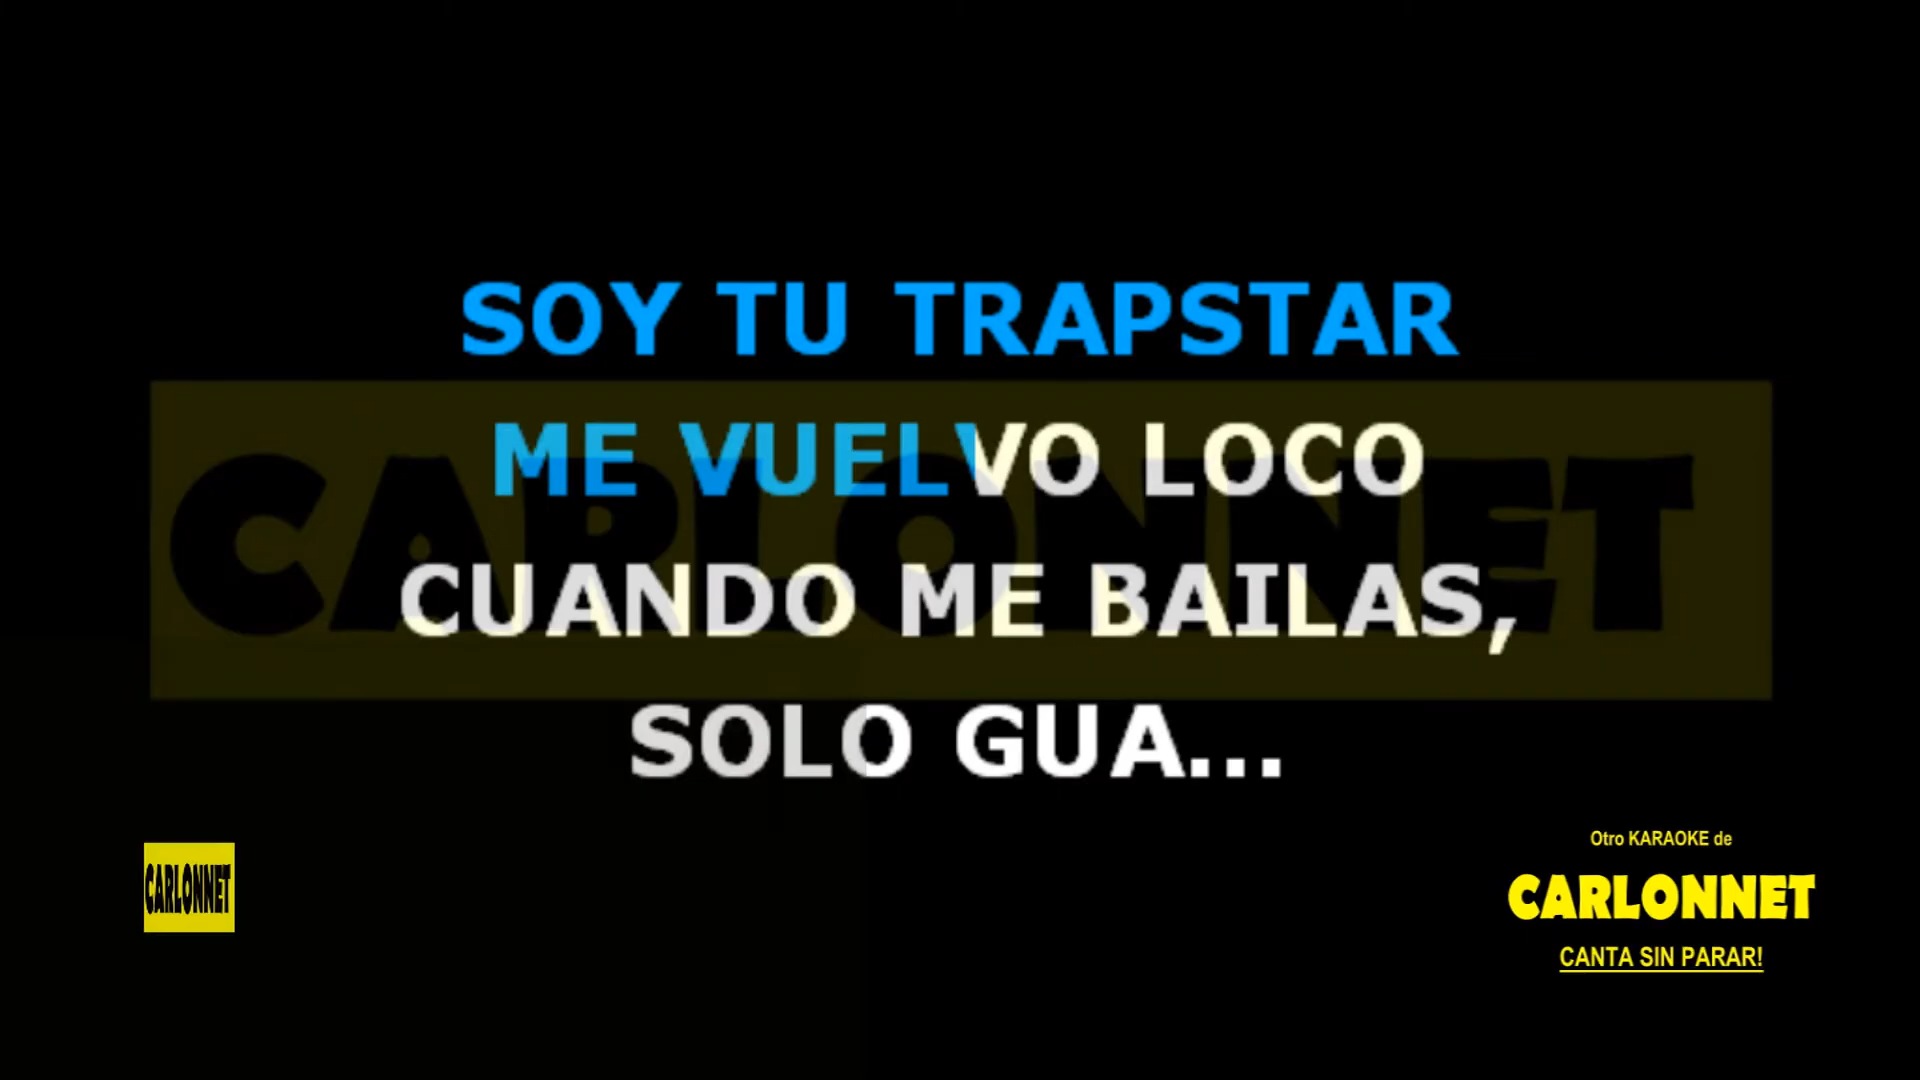 SOY TU TRAPSTAR
ME VUELVO LOCO
CARLONNET
CUANDO ME BAILAS,
SOLO GUA...
CARLONNET
Otro KARAOKE de
CARLONNET
CANTA SIN PARAR!